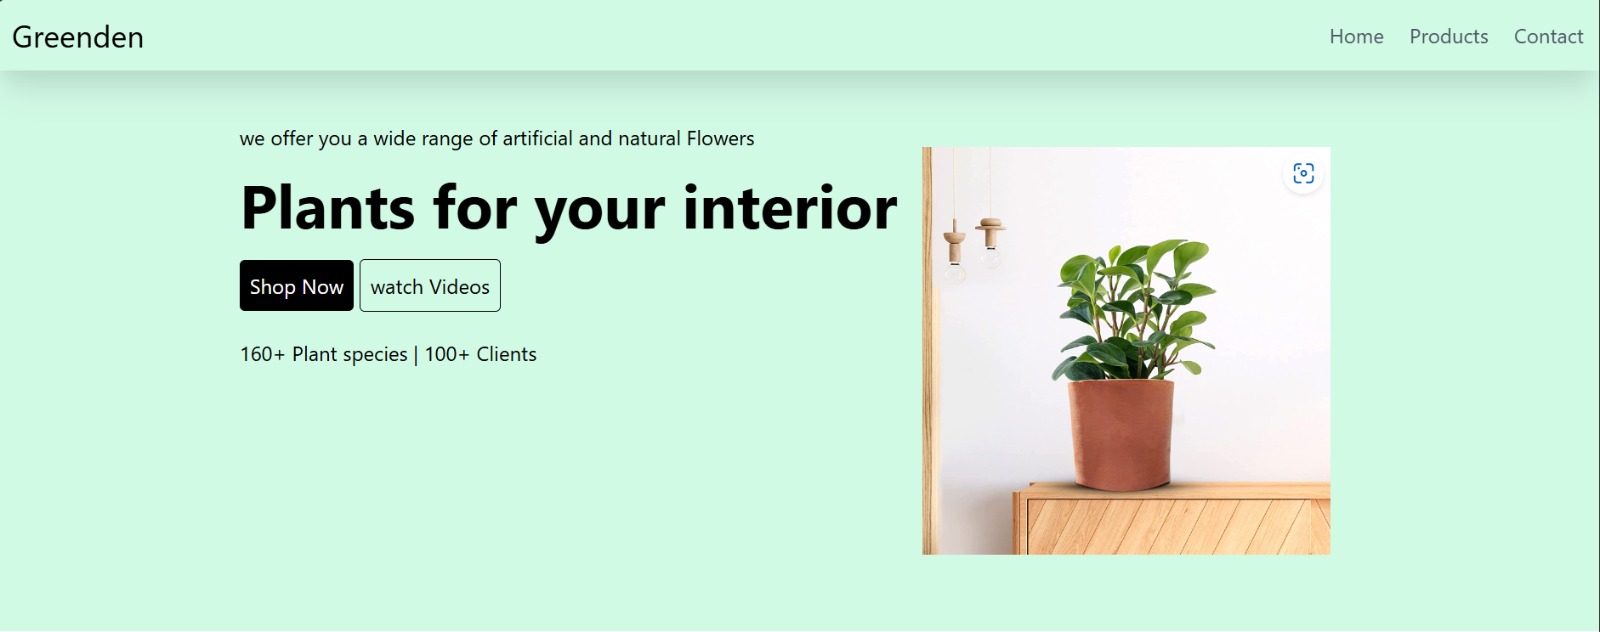 Greenden
Home Products Contact
we offer you a wide range of artificial and natural Flowers
Plants for your interior
Shop Now watch Videos
160+ Plant species | 100+ Clients